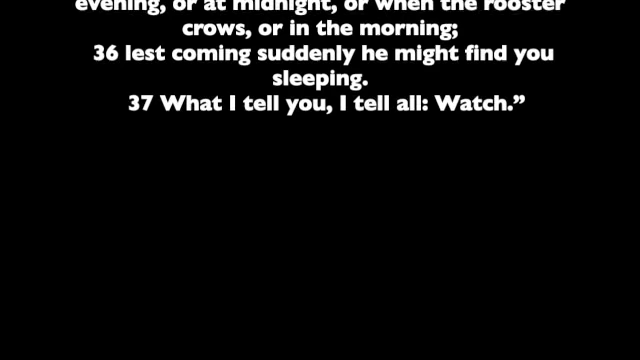 evening, or at midnight, or when the rooster
crows, or in the morning;
36 lest coming suddenly he might find you
sleeping.
37 What I tell you, I tell all: Watch.”